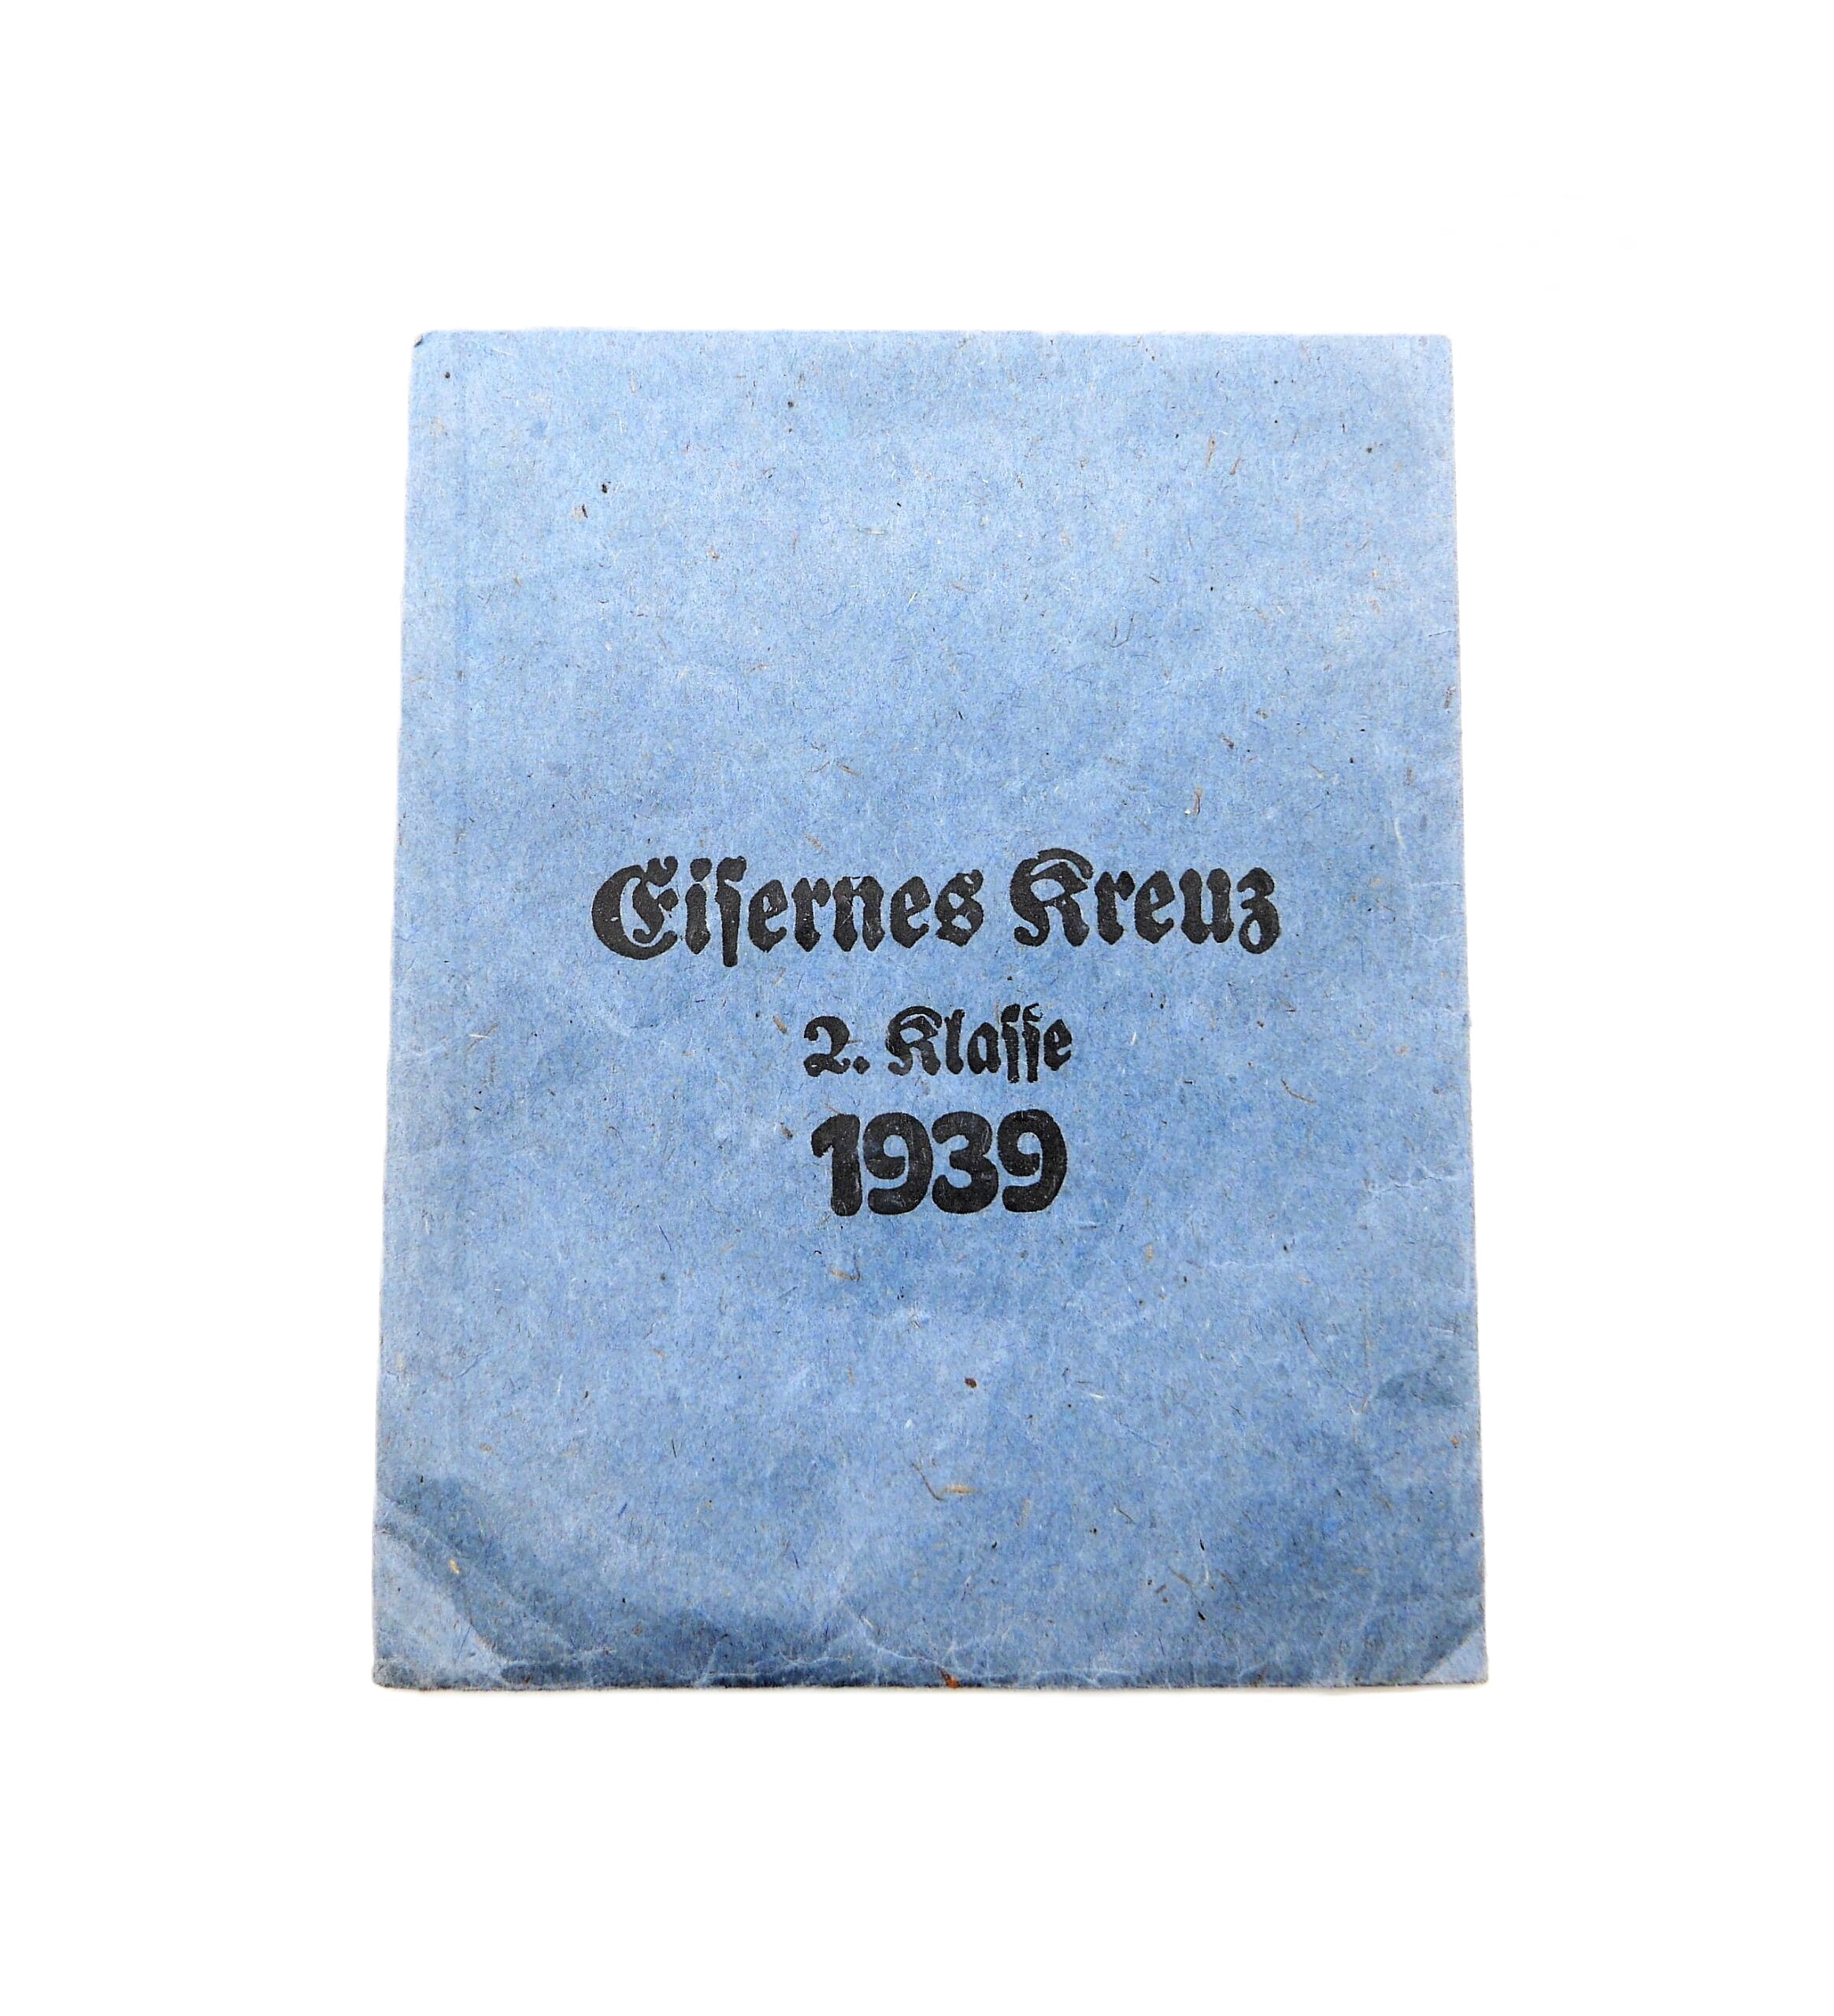 Eiſernes Kreuz
2. Klaſſe
1939